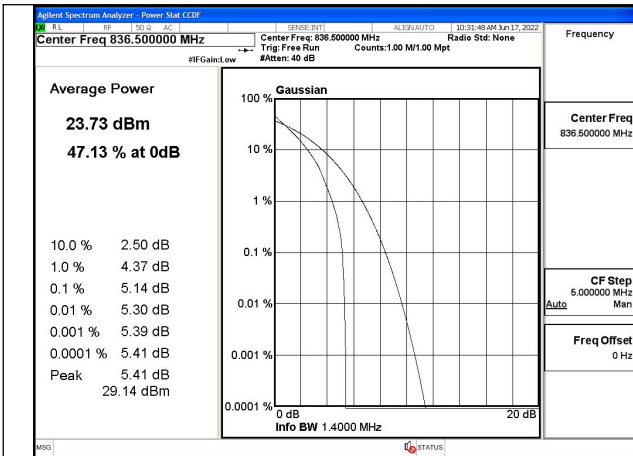 Agilent Spectrum Analyzer - Power Stat CCDF
RL RF 50 Ω AC SENSE:INT ALIGN AUTO 10:31:48 AM Jun 17, 2022
Center Freq 836.500000 MHz
Center Freq: 836.500000 MHz Radio Std: None
Trig: Free Run Counts:1.00 M/1.00 Mpt
#IFGain:Low #Atten: 40 dB
Frequency
Average Power
23.73 dBm
47.13 % at 0dB
10.0 % 2.50 dB
1.0 % 4.37 dB
0.1 % 5.14 dB
0.01 % 5.30 dB
0.001 % 5.39 dB
0.0001 % 5.41 dB
Peak 5.41 dB
29.14 dBm
Gaussian
100 %
10 %
1 %
0.1 %
0.01 %
0.001 %
0.0001 %
0 dB 20 dB
Info BW 1.4000 MHz
Center Freq
836.500000 MHz
CF Step
5.000000 MHz
Auto Man
Freq Offset
0 Hz
MSG STATUS